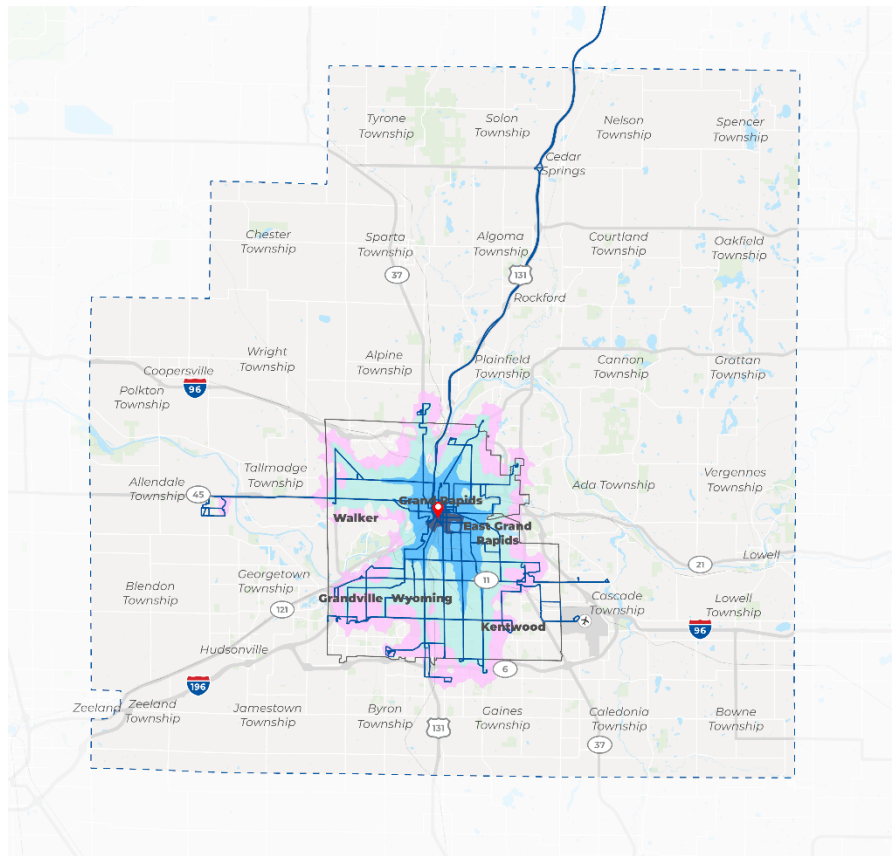 Tyrone
Township
Solon
Township
Nelson
Township
Spencer
Township
Cedar
Springs
Chester
Township
Sparta
Township
Algoma
Township
Courtland
Township
Oakfield
Township
37
131
Rockford
Wright
Township
Alpine
Township
Plainfield
Township
Cannon
Township
Grattan
Township
Coopersville
96
Polkton
Township
Allendale
Township
45
Tallmadge
Township
Ada Township
Vergennes
Township
Grand Rapids
Walker
East Grand
Rapids
Lowell
21
Blendon
Township
Georgetown
Township
11
121
Grandville
Wyoming
Cascade
Township
Lowell
Township
Kentwood
96
Hudsonville
6
196
Zeeland
Zeeland
Township
Jamestown
Township
Byron
Township
131
Gaines
Township
Caledonia
Township
Bowne
Township
37